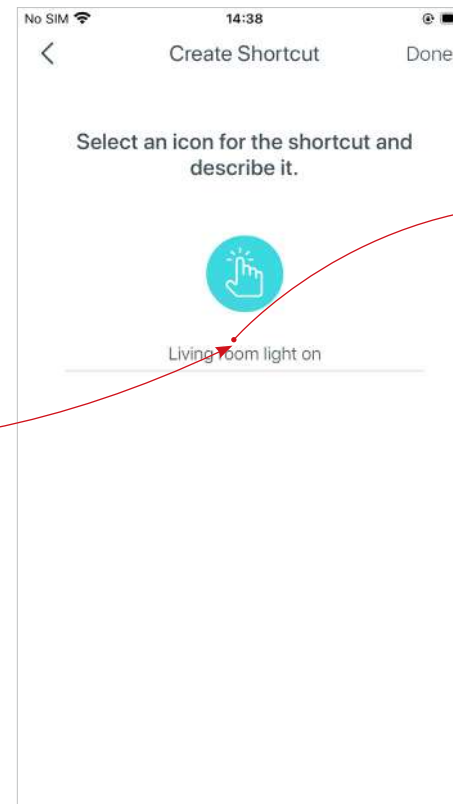 No SIM 14:38
Create Shortcut Done
Select an icon for the shortcut and
describe it.
Living room light on